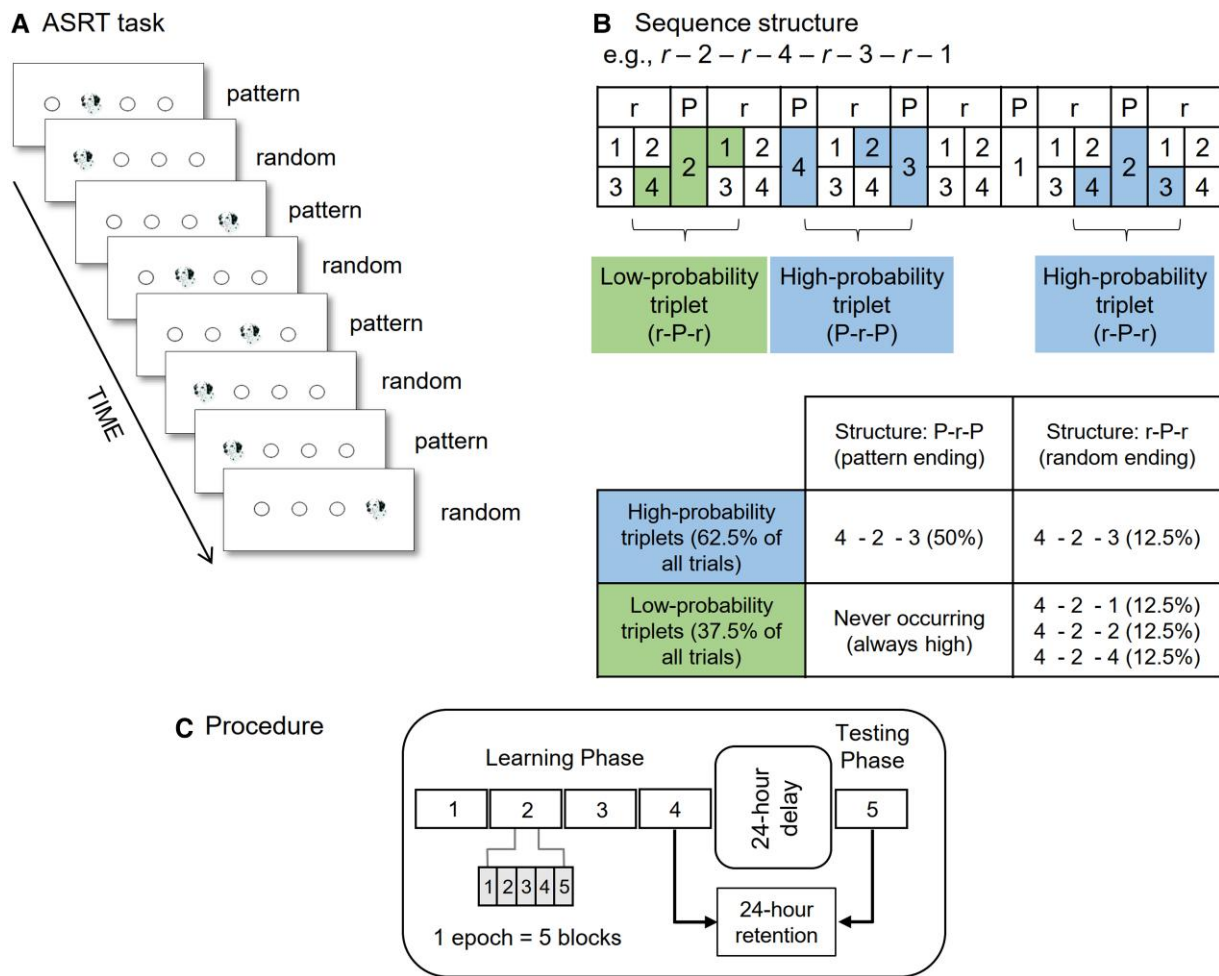 A ASRT task
pattern
random
pattern
random
pattern
random
pattern
random
TIME
B Sequence structure
e.g., r – 2 – r – 4 – r – 3 – r – 1
r P r P r P r P r P r
1 2 2 1 2 4 1 2 3 1 2 1 1 2 2 1 2
3 4 3 4 3 4 3 4 3 4 3 4
Low-probability
triplet
(r-P-r)
High-probability
triplet
(P-r-P)
High-probability
triplet
(r-P-r)
Structure: P-r-P
(pattern ending)
Structure: r-P-r
(random ending)
High-probability
triplets (62.5% of
all trials)
4 - 2 - 3 (50%)
4 - 2 - 3 (12.5%)
Low-probability
triplets (37.5% of
all trials)
Never occurring
(always high)
4 - 2 - 1 (12.5%)
4 - 2 - 2 (12.5%)
4 - 2 - 4 (12.5%)
C Procedure
Learning Phase
Testing
Phase
1 2 3 4
24-hour
delay
5
1 2 3 4 5
1 epoch = 5 blocks
24-hour
retention